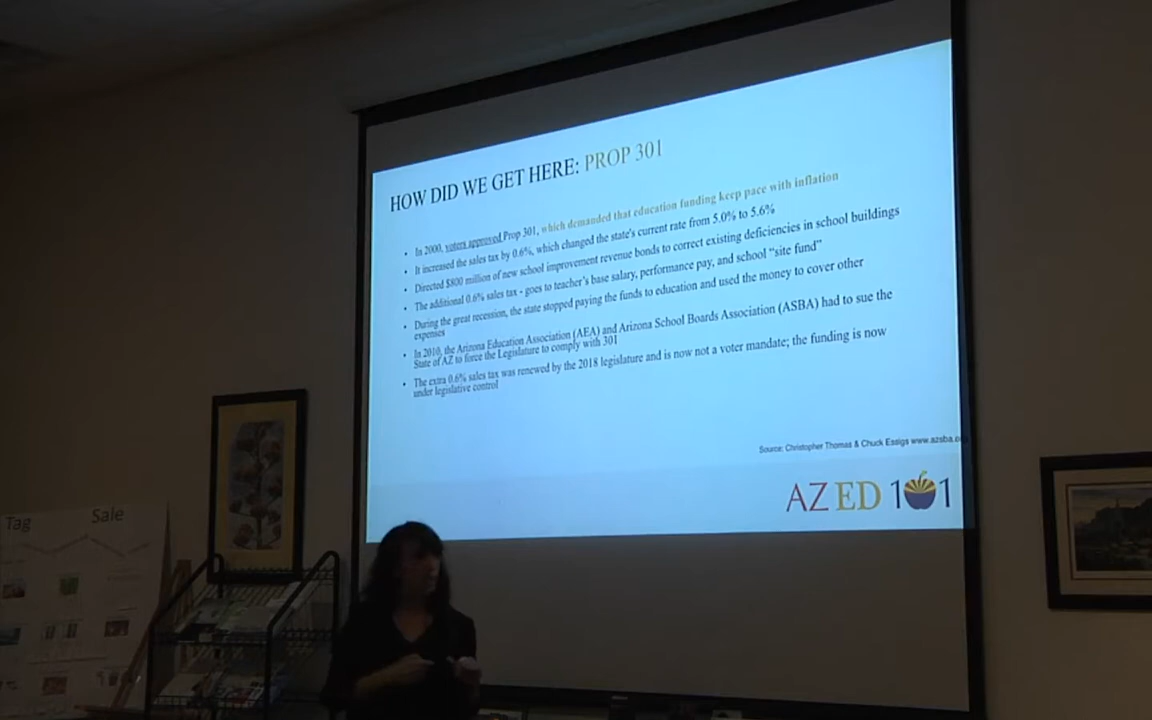 HOW DID WE GET HERE: PROP 301
• In 2000, voters approved Prop 301, which demanded that education funding keep pace with inflation
• It increased the sales tax by 0.6%, which changed the state's current rate from 5.0% to 5.6%
• Directed $800 million of new school improvement revenue bonds to correct existing deficiencies in school buildings
• The additional 0.6% sales tax - goes to teacher's base salary, performance pay, and school "site fund"
• During the great recession, the state stopped paying the funds to education and used the money to cover other
expenses
• In 2010, the Arizona Education Association (AEA) and Arizona School Boards Association (ASBA) had to sue the
State of AZ to force the Legislature to comply with 301
• The extra 0.6% sales tax was renewed by the 2018 legislature and is now not a voter mandate; the funding is now
under legislative control
Source: Christopher Thomas & Chuck Essigs www.azsba.o
AZ ED 101
Tag Sale